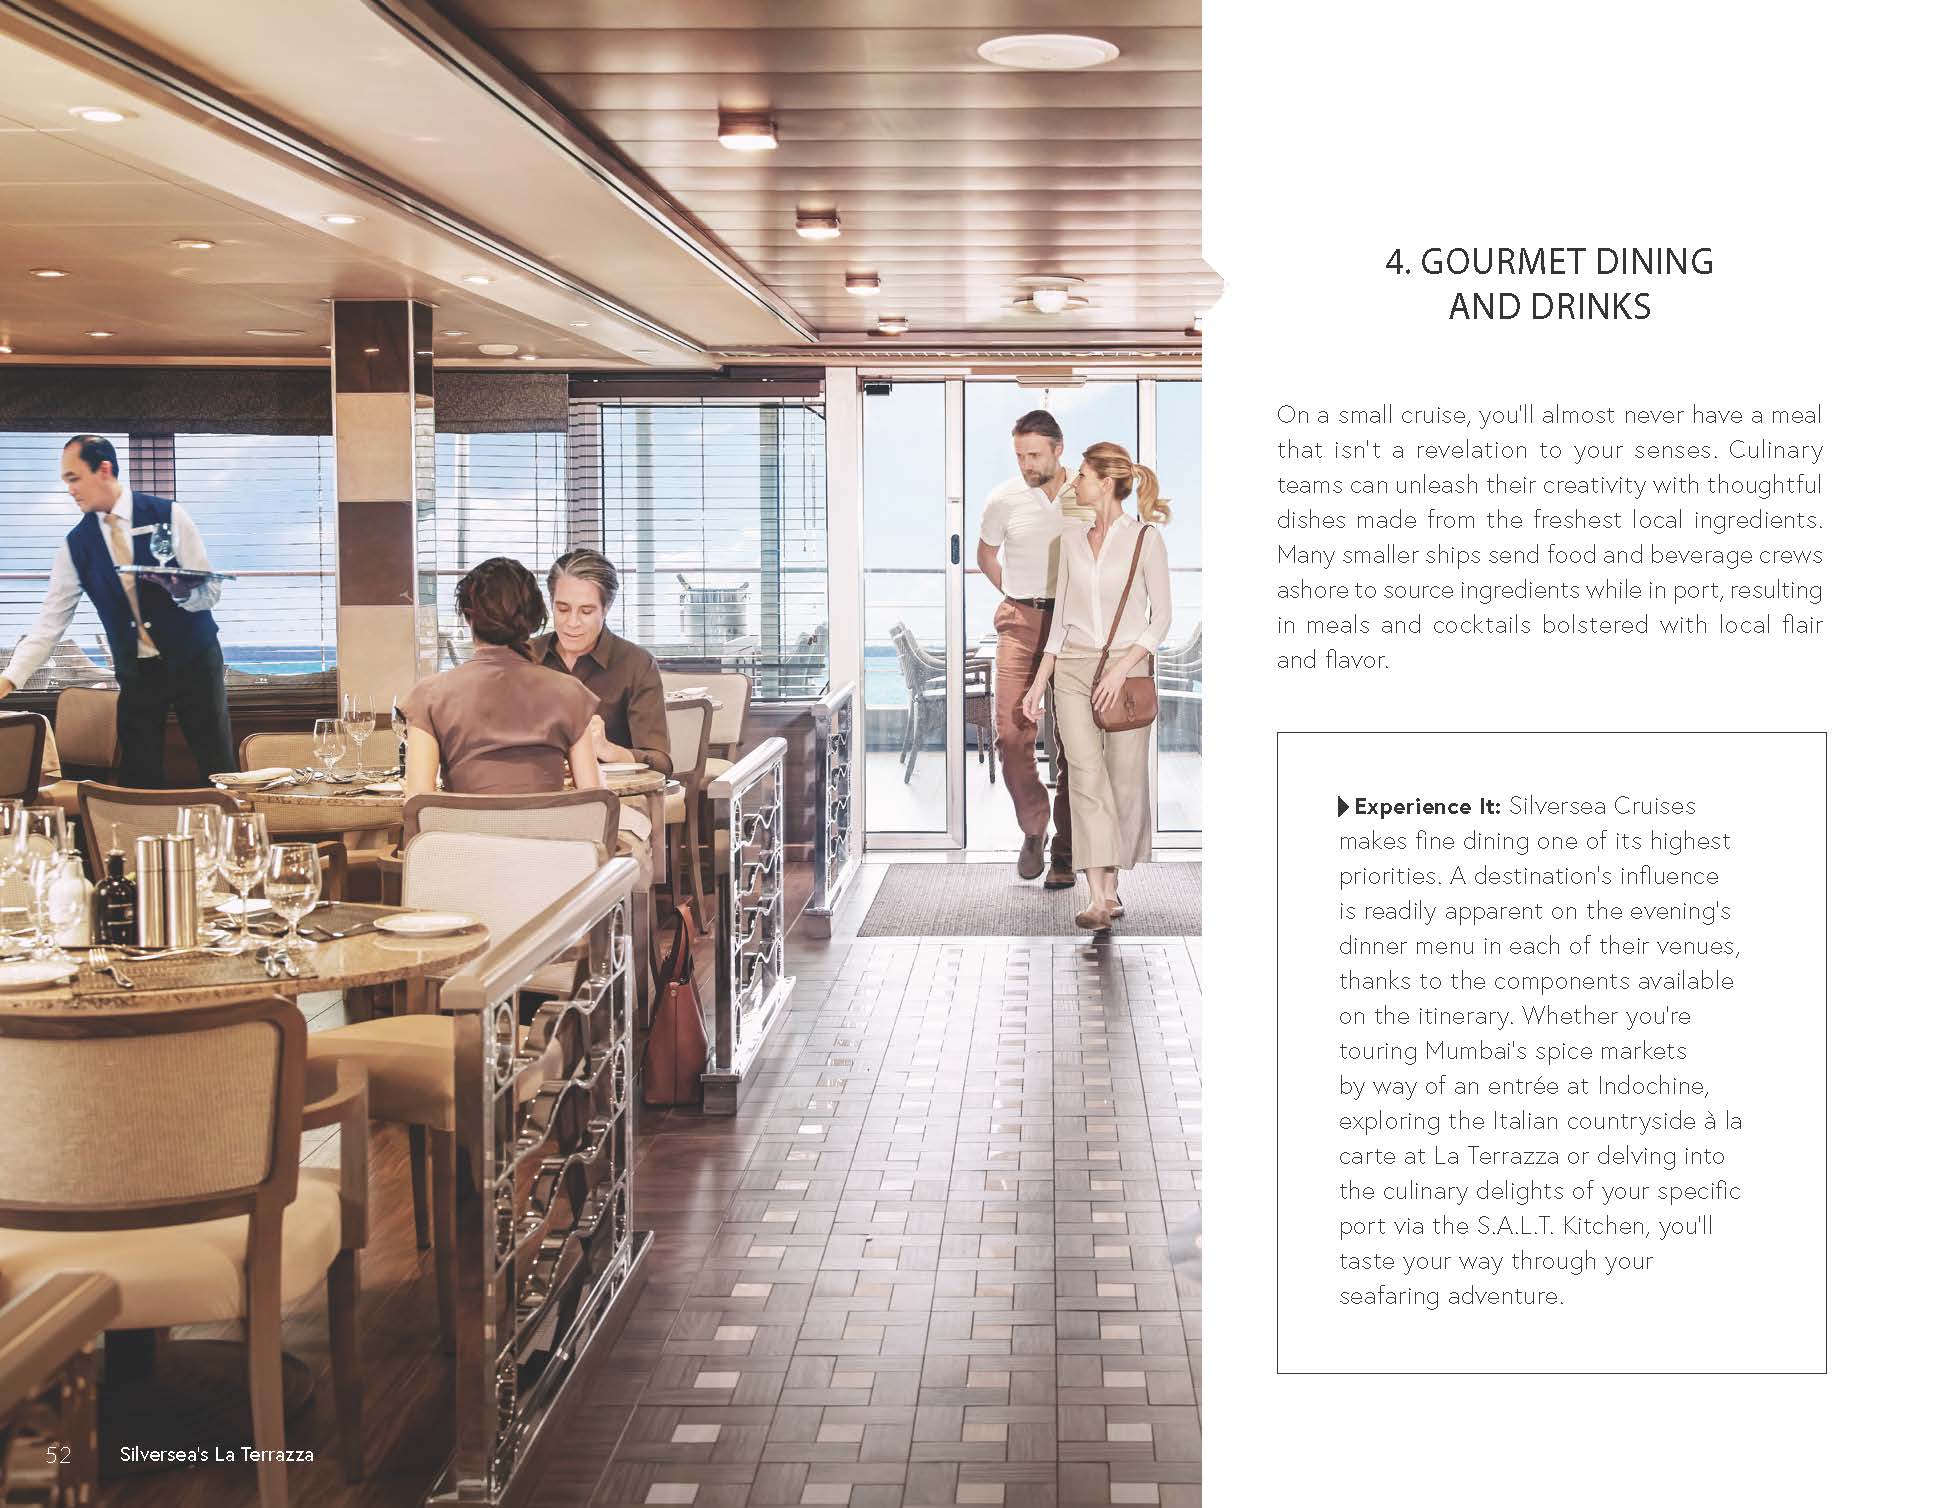 4. GOURMET DINING
AND DRINKS
On a small cruise, you'll almost never have a meal
that isn't a revelation to your senses. Culinary
teams can unleash their creativity with thoughtful
dishes made from the freshest local ingredients.
Many smaller ships send food and beverage crews
ashore to source ingredients while in port, resulting
in meals and cocktails bolstered with local flair
and flavor.
Experience It: Silversea Cruises
makes fine dining one of its highest
priorities. A destination's influence
is readily apparent on the evening's
dinner menu in each of their venues,
thanks to the components available
on the itinerary. Whether you're
touring Mumbai's spice markets
by way of an entrée at Indochine,
exploring the Italian countryside à la
carte at La Terrazza or delving into
the culinary delights of your specific
port via the S.A.L.T. Kitchen, you'll
taste your way through your
seafaring adventure.
52 Silversea's La Terrazza